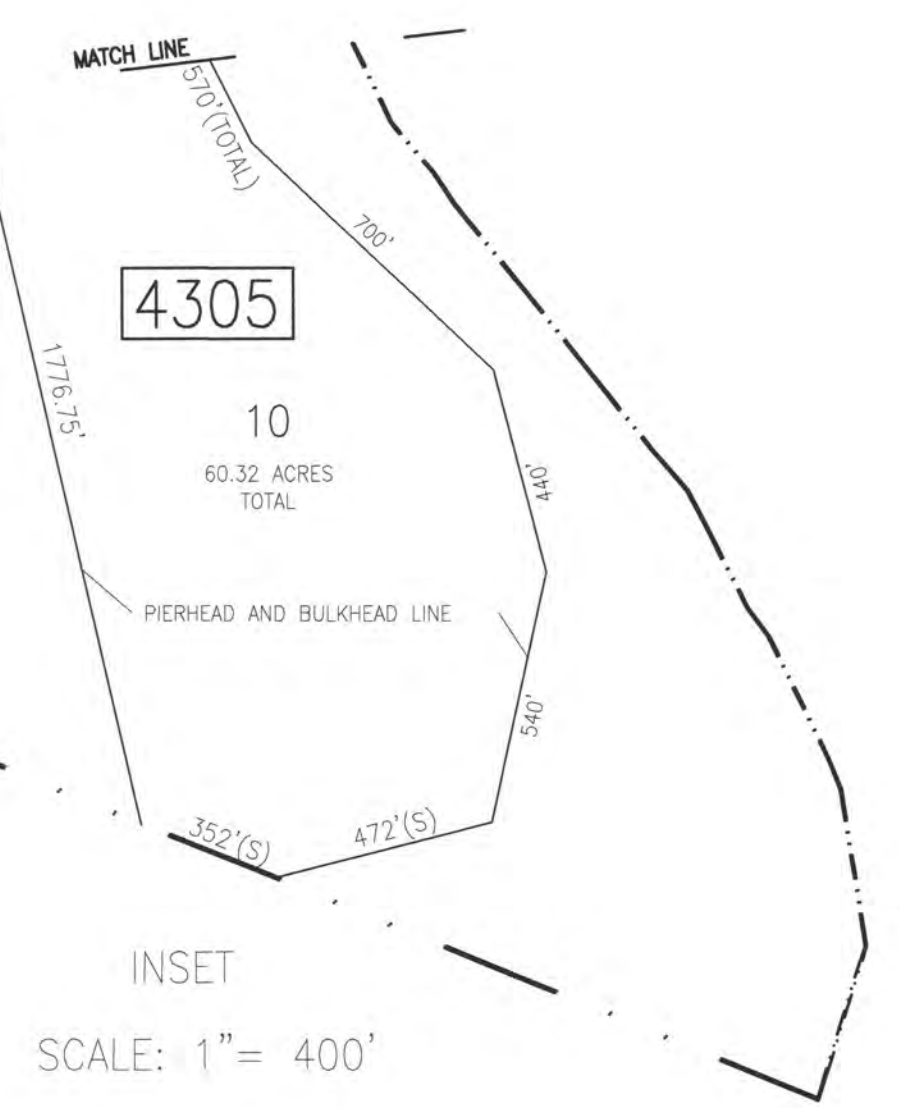 MATCH LINE
570'(TOTAL)
700'
4305
1776.75'
10
60.32 ACRES
TOTAL
440'
PIERHEAD AND BULKHEAD LINE
540'
352'(S)
472'(S)
INSET
SCALE: 1"= 400'